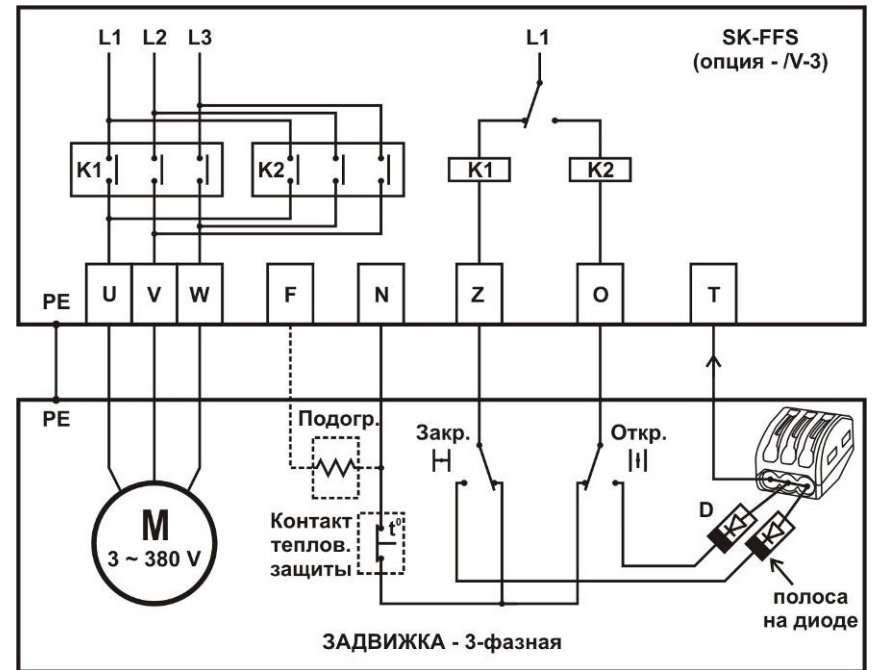 L1 L2 L3 L1 SK-FFS
(опция - /V-3)
K1 K2 K1 K2
U V W F N Z O T
PE
PE
Подогр.
Закр. Откр.
M
3 ~ 380 V
Контакт
теплов.
защиты
t⁰
D
полоса
на диоде
ЗАДВИЖКА - 3-фазная